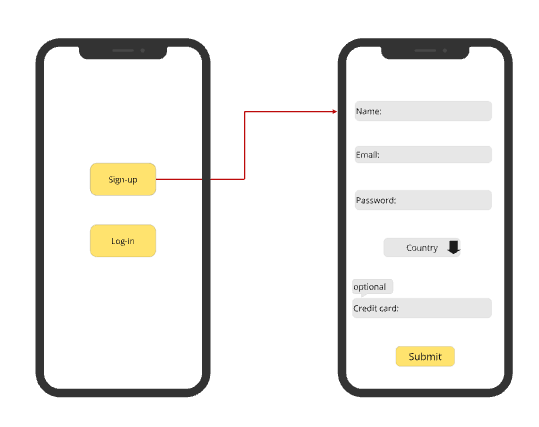 Sign-up
Log-in
Name:
Email:
Password:
Country
optional
Credit card:
Submit